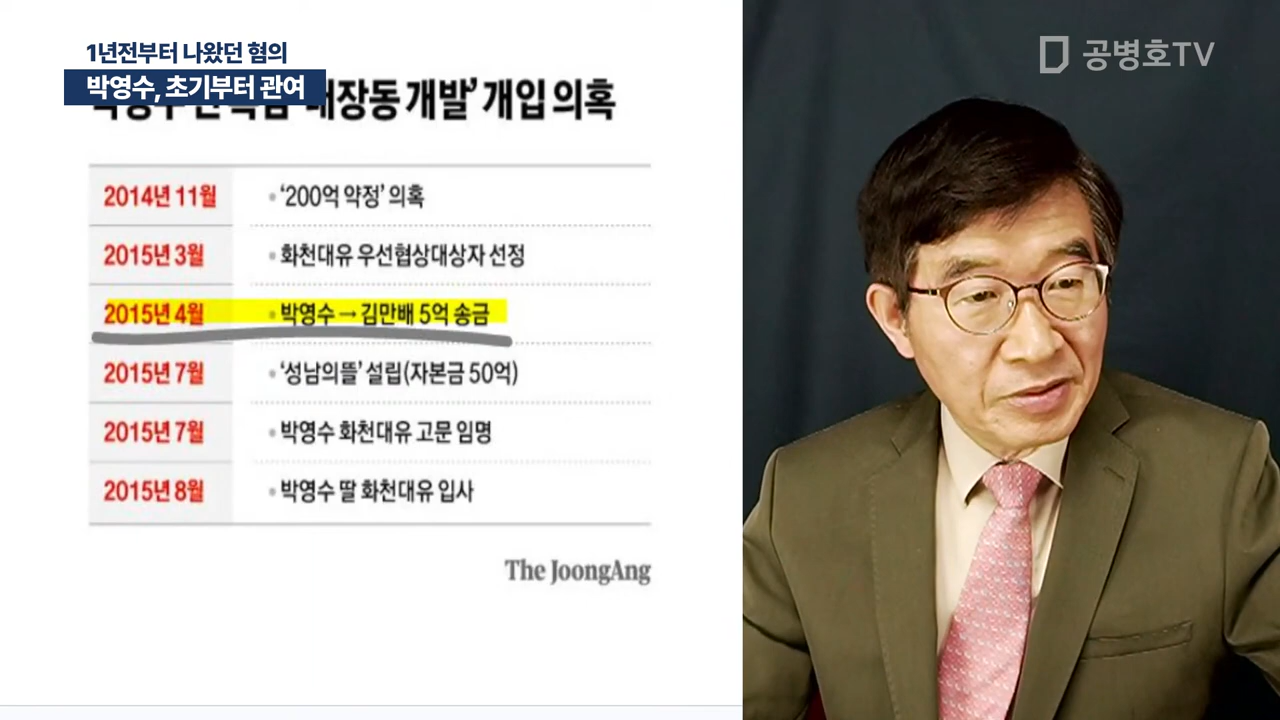 1년전부터 나왔던 혐의
박영수, 초기부터 관여
공병호TV
개발’ 개입 의혹
2014년 11월 ‘200억 약정’ 의혹
2015년 3월 화천대유 우선협상대상자 선정
2015년 4월 박영수 → 김만배 5억 송금
2015년 7월 ‘성남의뜰’ 설립(자본금 50억)
2015년 7월 박영수 화천대유 고문 임명
2015년 8월 박영수 딸 화천대유 입사
The JoongAng